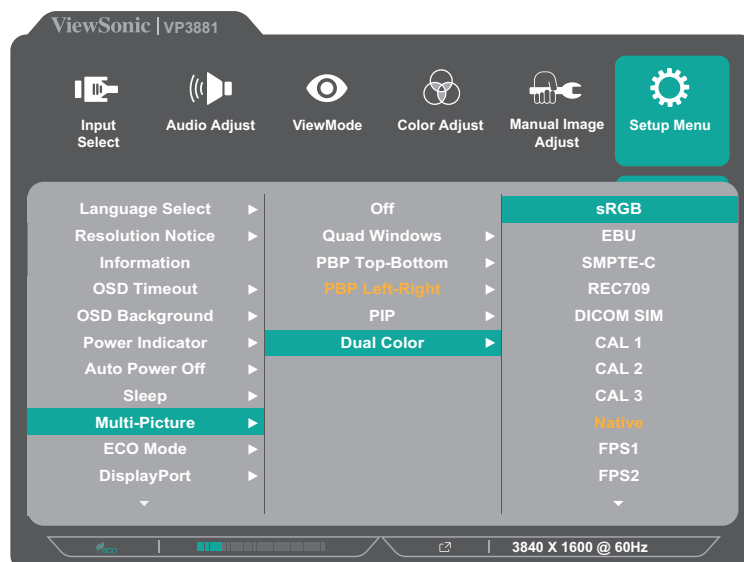 ViewSonic | VP3881
Input Select
Audio Adjust
ViewMode
Color Adjust
Manual Image Adjust
Setup Menu
Language Select
Resolution Notice
Information
OSD Timeout
OSD Background
Power Indicator
Auto Power Off
Sleep
Multi-Picture
ECO Mode
DisplayPort
Off
Quad Windows
PBP Top-Bottom
PBP Left-Right
PIP
Dual Color
sRGB
EBU
SMPTE-C
REC709
DICOM SIM
CAL 1
CAL 2
CAL 3
Native
FPS1
FPS2
eco
3840 X 1600 @ 60Hz